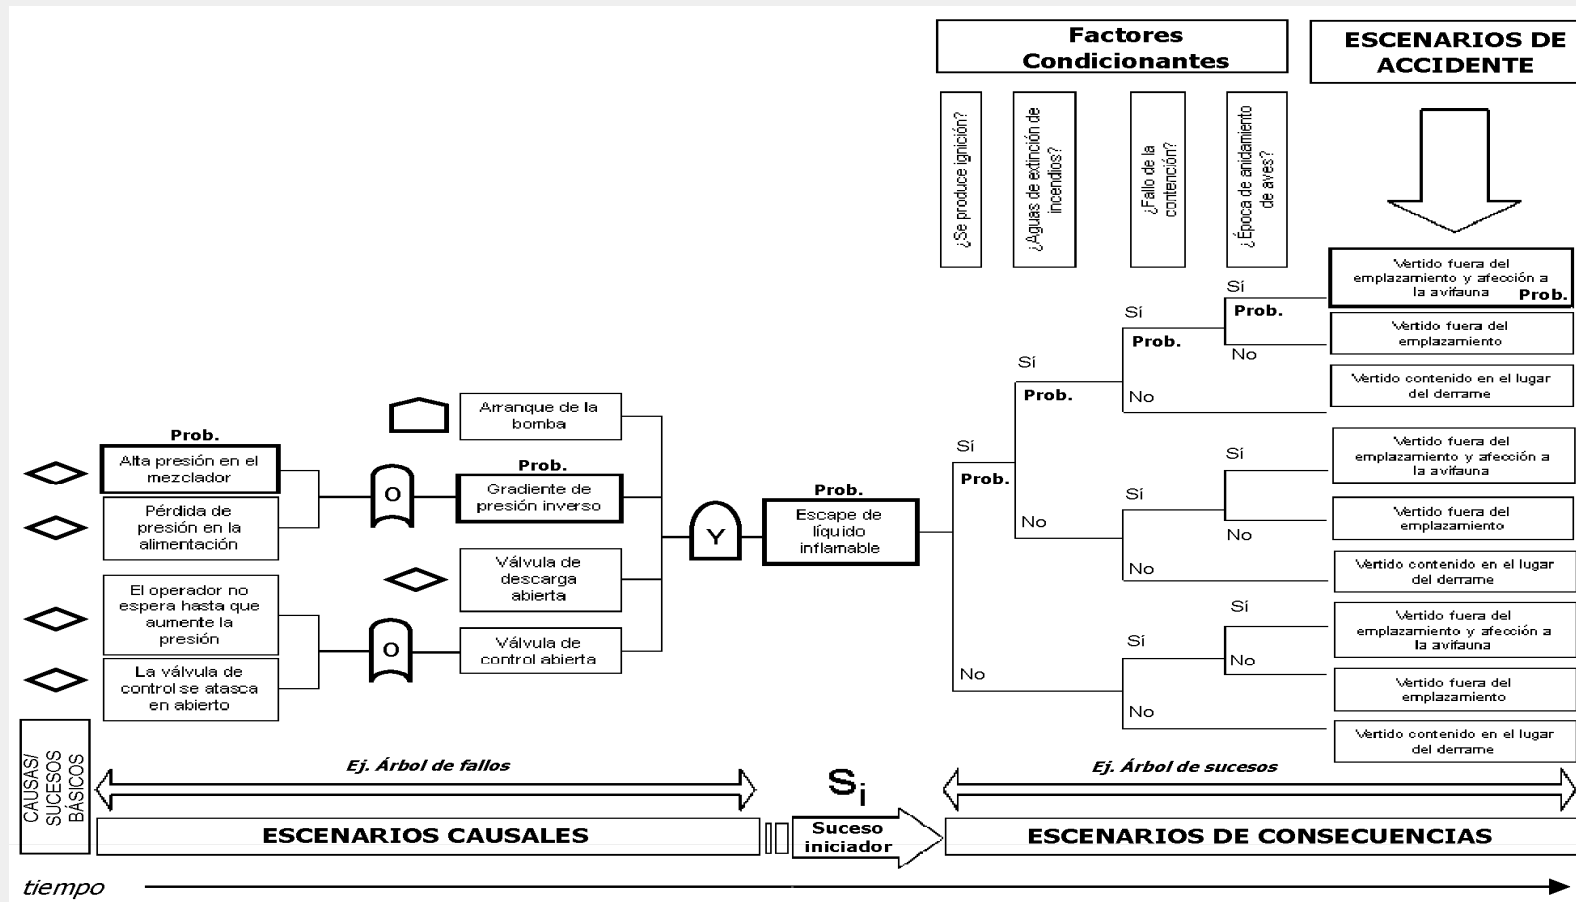 Factores
Condicionantes
ESCENARIOS DE
ACCIDENTE
¿Se produce ignición?
¿Aguas de extinción de
incendios?
¿Fallo de la
contención?
¿Época de anidamiento
de aves?
Vertido fuera del
emplazamiento y afección a
la avifauna
Prob.
Sí
Prob.
No
Vertido fuera del
emplazamiento
Sí
Prob.
No
Vertido contenido en el lugar
del derrame
Sí
Prob.
Arranque de la
bomba
Prob.
Alta presión en el
mezclador
O
Prob.
Gradiente de
presión inverso
Pérdida de
presión en la
alimentación
Y
Prob.
Escape de
líquido
inflamable
Válvula de
descarga
abierta
El operador no
espera hasta que
aumente la
presión
O
Válvula de
control abierta
La válvula de
control se atasca
en abierto
Sí
Prob.
No
Sí
No
Sí
No
Vertido fuera del
emplazamiento y afección a
la avifauna
Vertido fuera del
emplazamiento
Vertido contenido en el lugar
del derrame
No
Sí
No
Sí
No
Vertido fuera del
emplazamiento y afección a
la avifauna
Vertido fuera del
emplazamiento
Vertido contenido en el lugar
del derrame
CAUSAS/
SUCESOS
BÁSICOS
Ej. Árbol de fallos
Si
Ej. Árbol de sucesos
ESCENARIOS CAUSALES
Suceso
iniciador
ESCENARIOS DE CONSECUENCIAS
tiempo